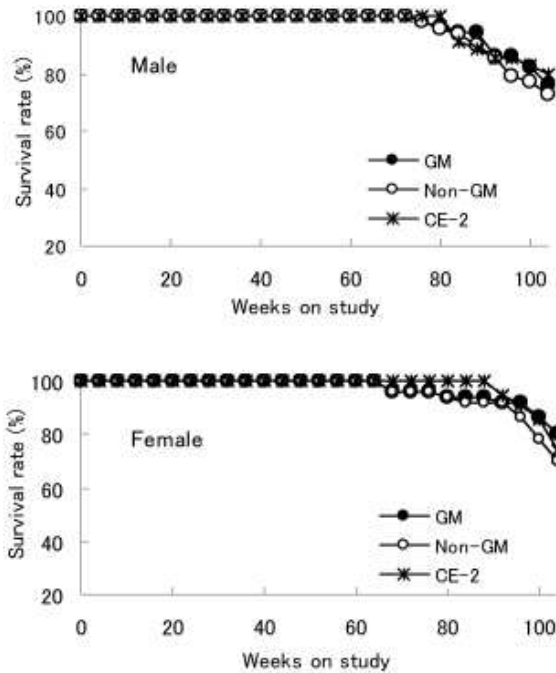 100
80
60
40
20
Survival rate (%)
Male
GM
Non-GM
CE-2
0 20 40 60 80 100
Weeks on study
100
80
60
40
20
Survival rate (%)
Female
GM
Non-GM
CE-2
0 20 40 60 80 100
Weeks on study